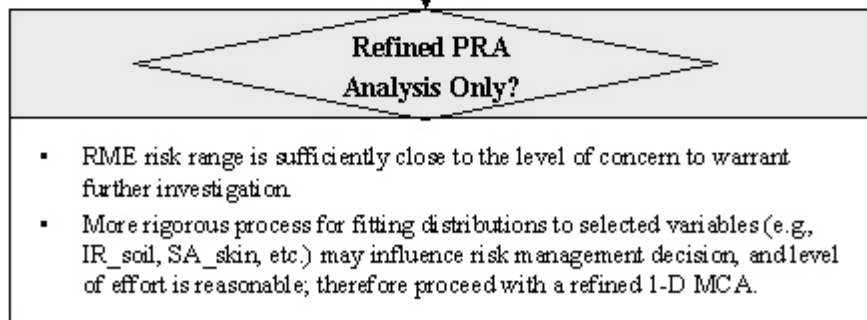 Refined PRA
Analysis Only?
▪ RME risk range is sufficiently close to the level of concern to warrant
further investigation.
▪ More rigorous process for fitting distributions to selected variables (e.g.,
IR_soil, SA_skin, etc.) may influence risk management decision, and level
of effort is reasonable; therefore proceed with a refined 1-D MCA.